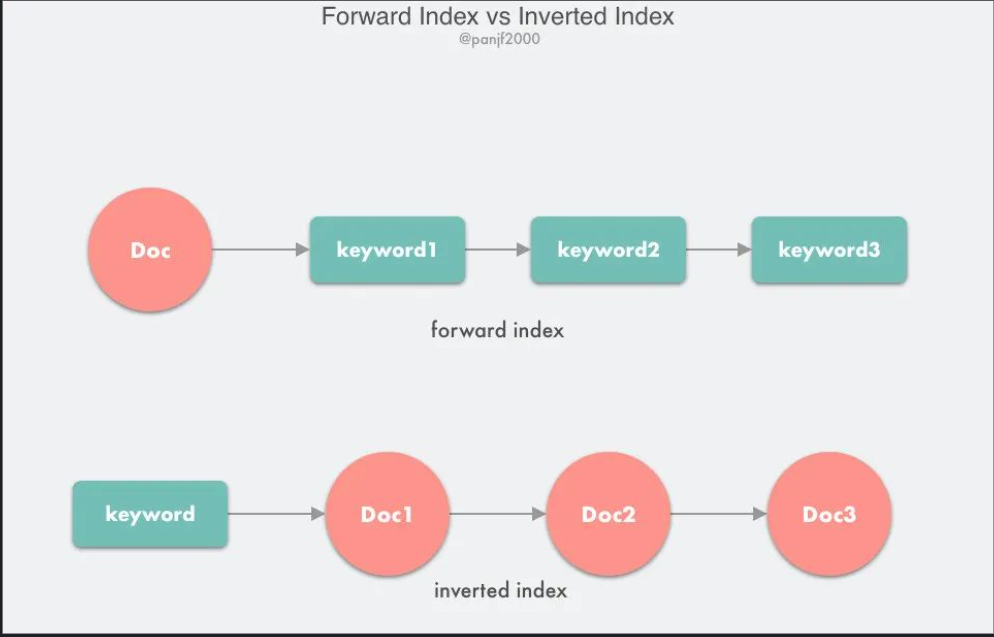 Forward Index vs Inverted Index
@panjf2000
Doc
keyword1
keyword2
keyword3
forward index
keyword
Doc1
Doc2
Doc3
inverted index